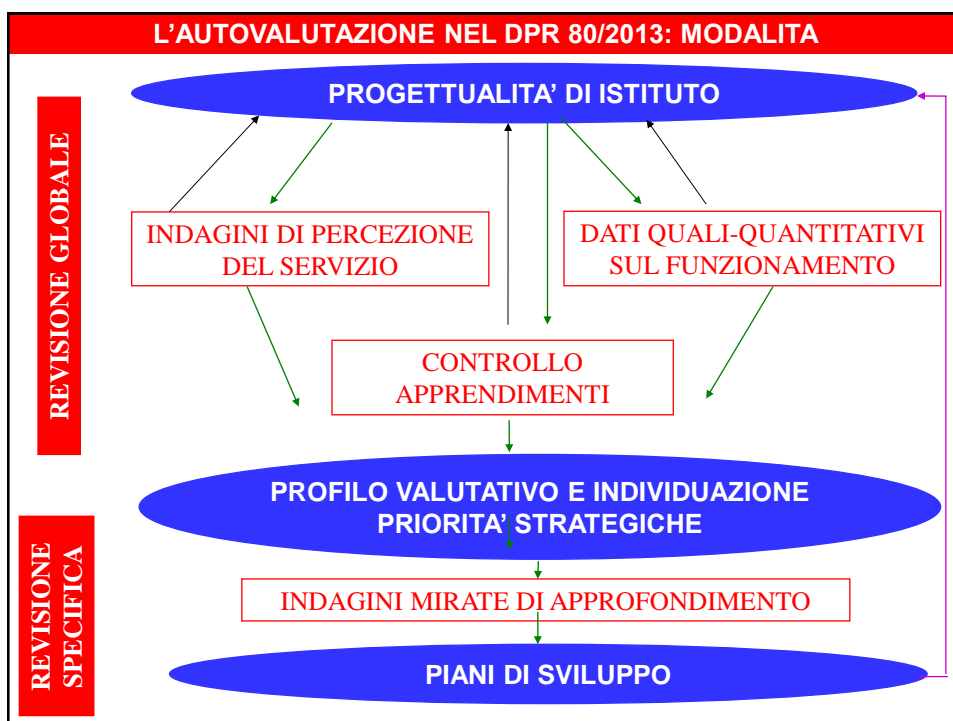 L'AUTOVALUTAZIONE NEL DPR 80/2013: MODALITA
PROGETTUALITA' DI ISTITUTO
REVISIONE GLOBALE
INDAGINI DI PERCEZIONE
DEL SERVIZIO
DATI QUALI-QUANTITATIVI
SUL FUNZIONAMENTO
CONTROLLO
APPRENDIMENTI
PROFILO VALUTATIVO E INDIVIDUAZIONE
PRIORITA' STRATEGICHE
REVISIONE
SPECIFICA
INDAGINI MIRATE DI APPROFONDIMENTO
PIANI DI SVILUPPO